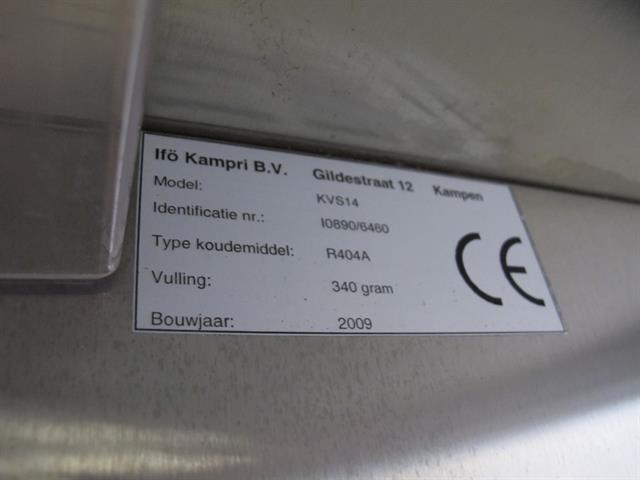 Ifö Kampri B.V. Gildestraat 12 Kampen
Model: KVS14
Identificatie nr.: I0890/6460
Type koudemiddel: R404A
Vulling: 340 gram
Bouwjaar: 2009
CE